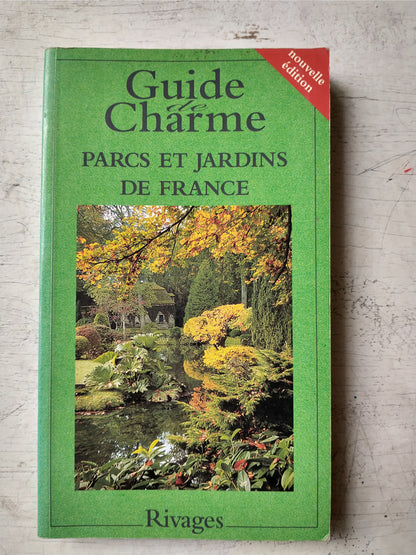 nouvelle
édition
Guide
de
Charme
PARCS ET JARDINS
DE FRANCE
Rivages